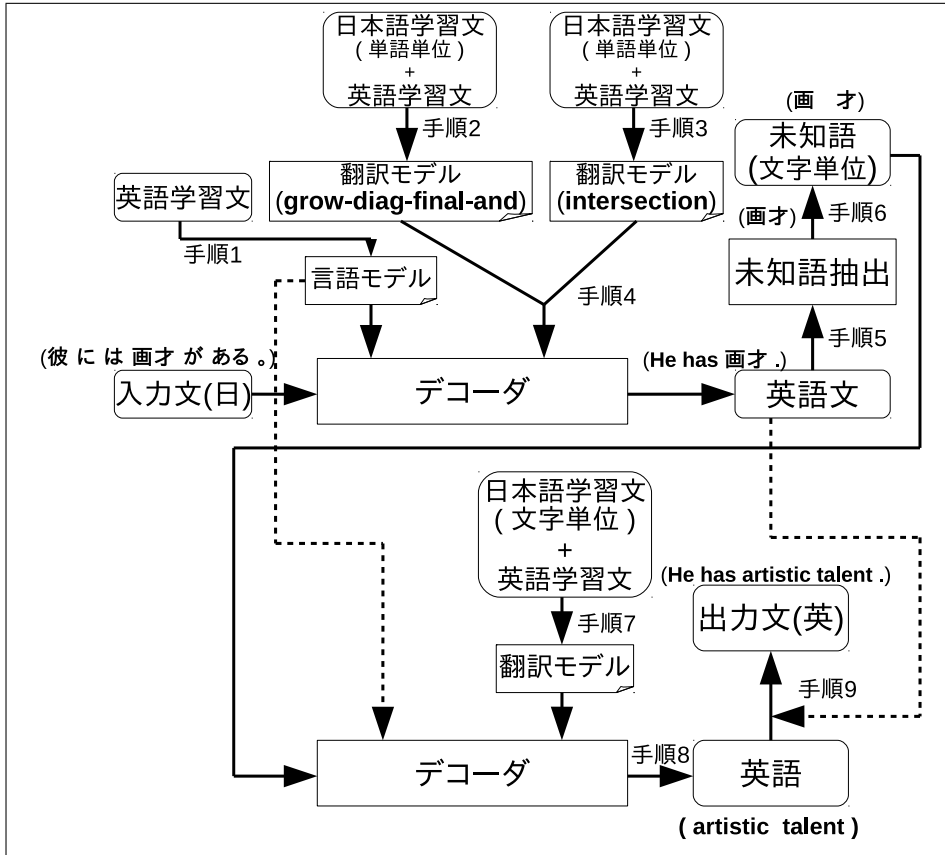 日本語学習文
( 単語単位 )
+
英語学習文
日本語学習文
( 単語単位 )
+
英語学習文
手順2
手順3
(画 才)
未知語
(文字単位)
翻訳モデル
(grow-diag-final-and)
翻訳モデル
(intersection)
英語学習文
手順1
(画才)
手順6
未知語抽出
言語モデル
手順4
手順5
(彼 に は 画才 が ある 。)
入力文(日)
デコーダ
(He has 画才 .)
英語文
日本語学習文
( 文字単位 )
+
英語学習文
(He has artistic talent .)
出力文(英)
手順7
翻訳モデル
手順9
デコーダ
手順8
英語
( artistic talent )